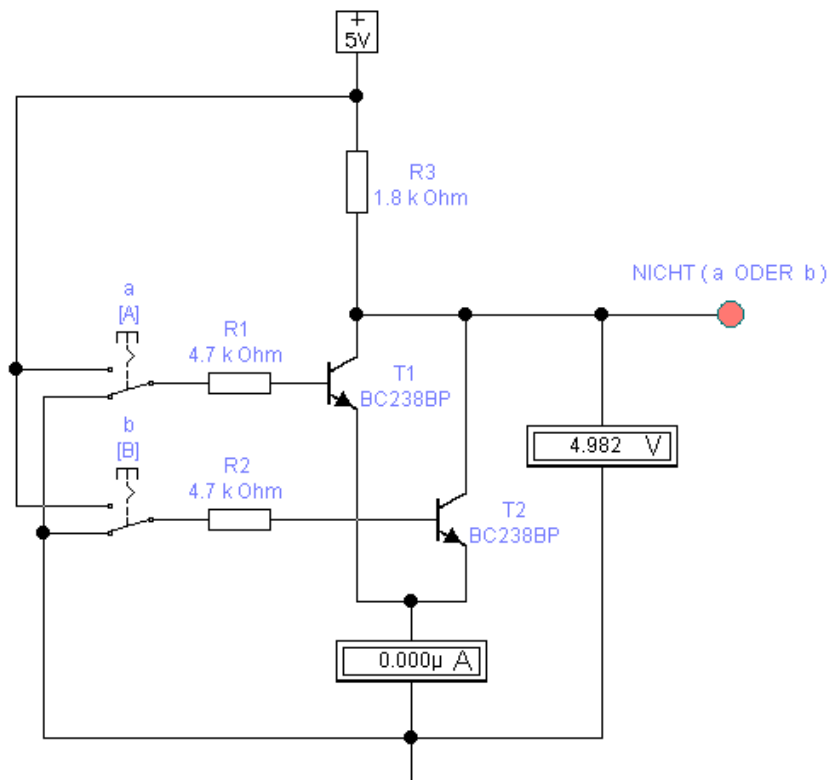 +
5V
R3
1.8 k Ohm
NICHT ( a ODER b )
a
[A]
R1
4.7 k Ohm
T1
BC238BP
b
[B]
4.982 V
R2
4.7 k Ohm
T2
BC238BP
0.000µ A